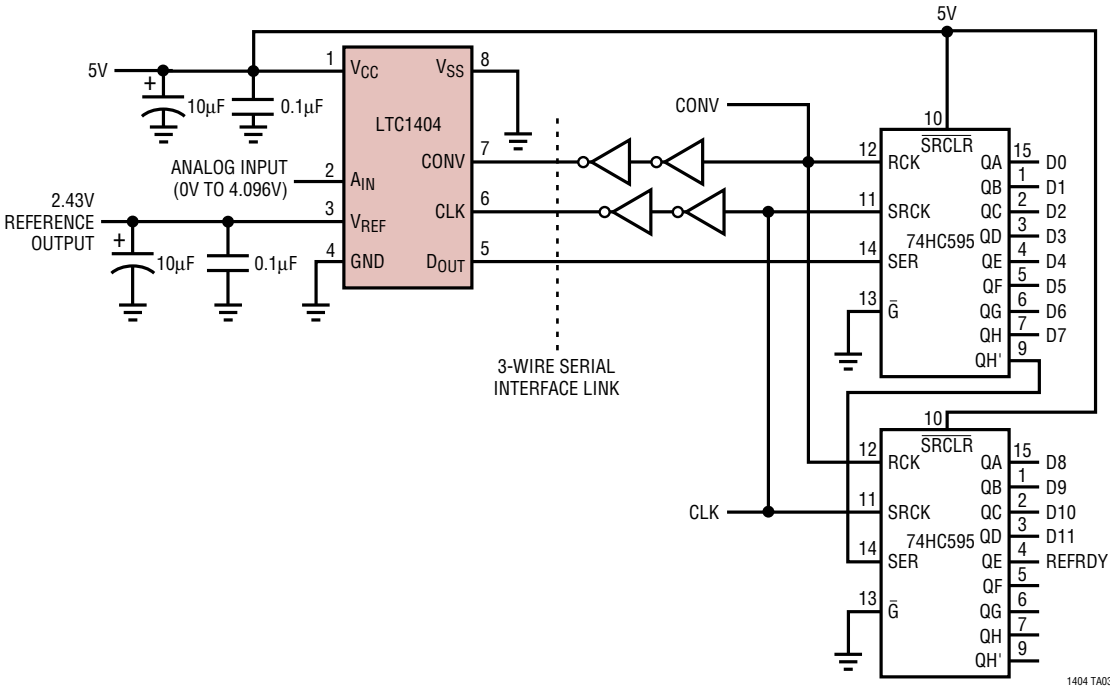 5V
5V
1
VCC
VSS
8
+
10µF
0.1µF
LTC1404
CONV
10
SRCLR
ANALOG INPUT
(0V TO 4.096V)
2
AIN
CONV
7
12
RCK
QA
15
D0
QB
1
D1
2.43V
REFERENCE
OUTPUT
3
VREF
CLK
6
11
SRCK
QC
2
D2
74HC595
QD
3
D3
+
10µF
0.1µF
4
GND
DOUT
5
14
SER
QE
4
D4
QF
5
D5
13
G
QG
6
D6
QH
7
D7
QH'
9
3-WIRE SERIAL
INTERFACE LINK
10
SRCLR
12
RCK
QA
15
D8
QB
1
D9
CLK
11
SRCK
QC
2
D10
74HC595
QD
3
D11
14
SER
QE
4
REFRDY
QF
5
13
G
QG
6
QH
7
QH'
9
1404 TA03